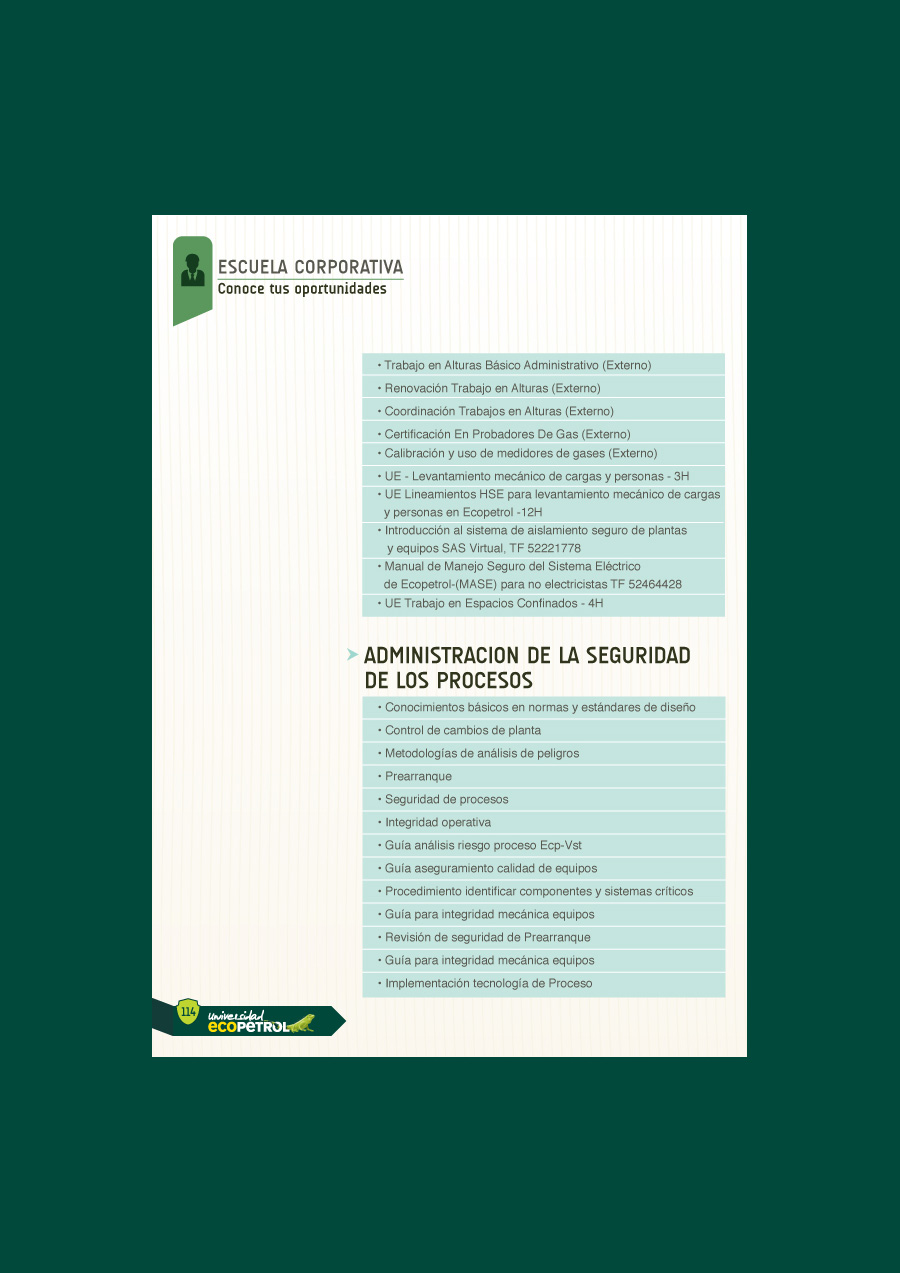 ESCUELA CORPORATIVA
Conoce tus oportunidades
• Trabajo en Alturas Básico Administrativo (Externo)
• Renovación Trabajo en Alturas (Externo)
• Coordinación Trabajos en Alturas (Externo)
• Certificación En Probadores De Gas (Externo)
• Calibración y uso de medidores de gases (Externo)
• UE - Levantamiento mecánico de cargas y personas - 3H
• UE Lineamientos HSE para levantamiento mecánico de cargas
y personas en Ecopetrol -12H
• Introducción al sistema de aislamiento seguro de plantas
y equipos SAS Virtual, TF 52221778
• Manual de Manejo Seguro del Sistema Eléctrico
de Ecopetrol-(MASE) para no electricistas TF 52464428
• UE Trabajo en Espacios Confinados - 4H
ADMINISTRACION DE LA SEGURIDAD
DE LOS PROCESOS
• Conocimientos básicos en normas y estándares de diseño
• Control de cambios de planta
• Metodologías de análisis de peligros
• Prearranque
• Seguridad de procesos
• Integridad operativa
• Guía análisis riesgo proceso Ecp-Vst
• Guía aseguramiento calidad de equipos
• Procedimiento identificar componentes y sistemas críticos
• Guía para integridad mecánica equipos
• Revisión de seguridad de Prearranque
• Guía para integridad mecánica equipos
• Implementación tecnología de Proceso
114
universidad
ECOPETROL